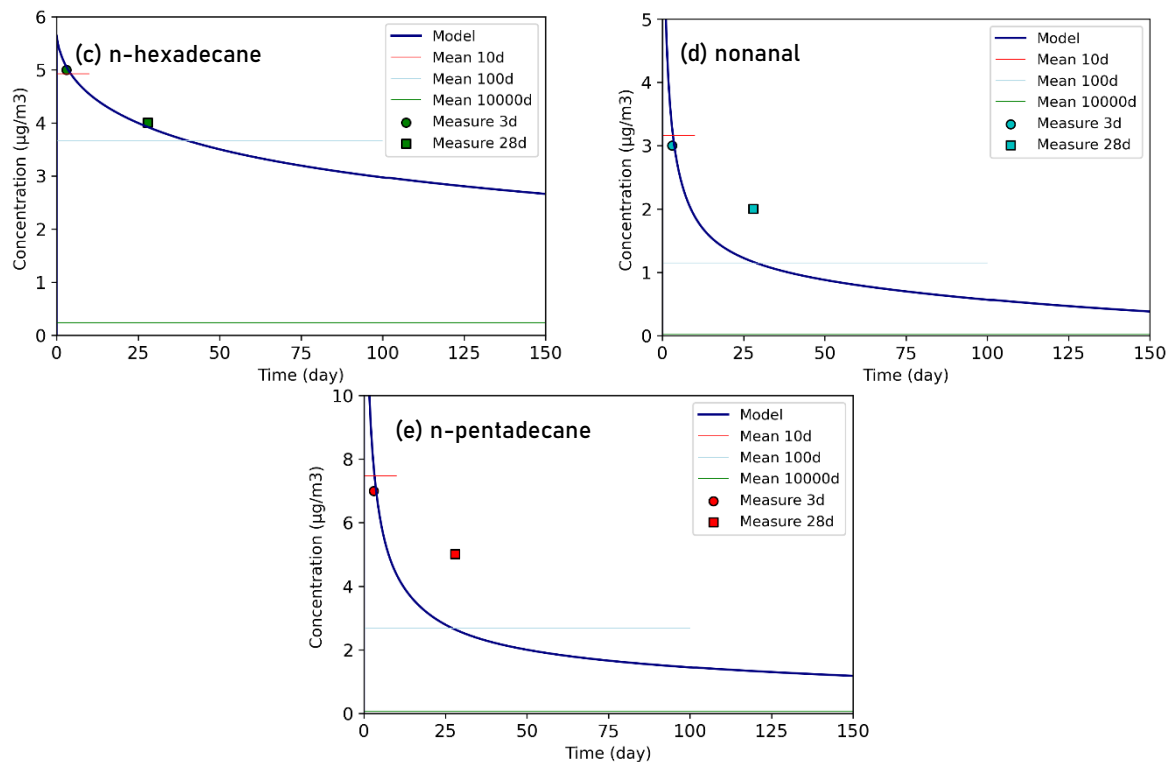 (c) n-hexadecane
Concentration (µg/m3)
6
5
4
3
2
1
0
0 25 50 75 100 125 150
Time (day)
Model
Mean 10d
Mean 100d
Mean 10000d
Measure 3d
Measure 28d
(d) nonanal
Concentration (µg/m3)
5
4
3
2
1
0
0 25 50 75 100 125 150
Time (day)
Model
Mean 10d
Mean 100d
Mean 10000d
Measure 3d
Measure 28d
(e) n-pentadecane
Concentration (µg/m3)
10
8
6
4
2
0
0 25 50 75 100 125 150
Time (day)
Model
Mean 10d
Mean 100d
Mean 10000d
Measure 3d
Measure 28d